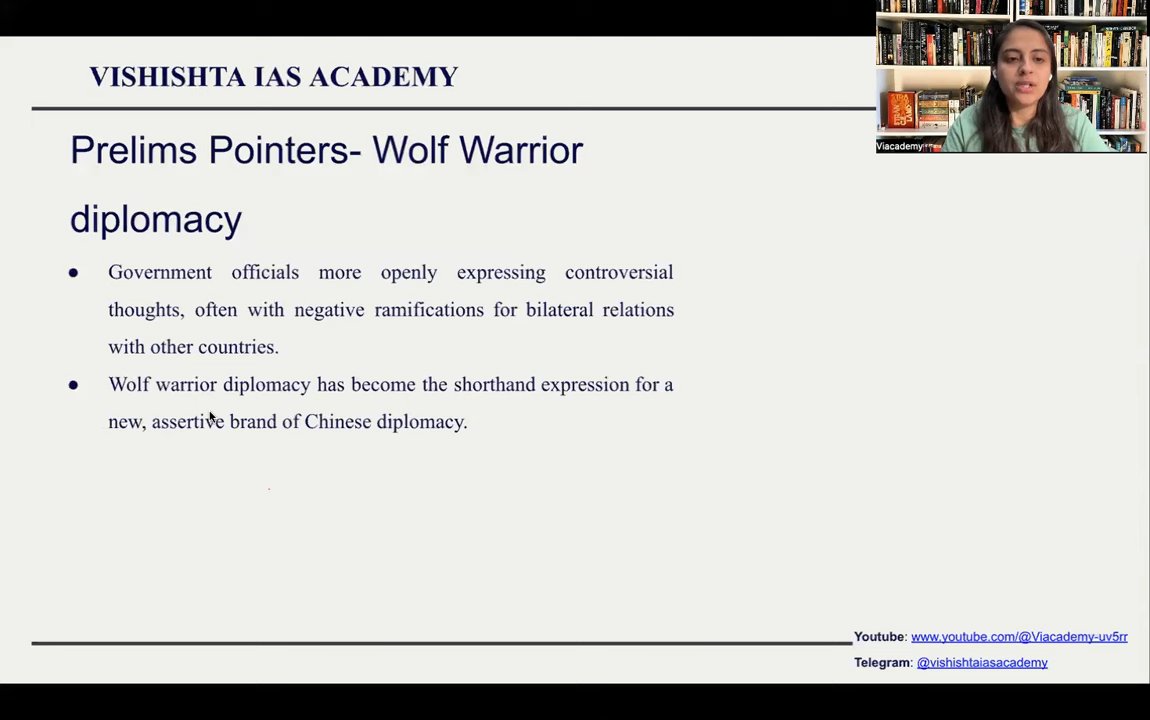 VISHISHTA IAS ACADEMY
Viacademy
Prelims Pointers- Wolf Warrior
diplomacy
● Government officials more openly expressing controversial
thoughts, often with negative ramifications for bilateral relations
with other countries.
● Wolf warrior diplomacy has become the shorthand expression for a
new, assertive brand of Chinese diplomacy.
Youtube: www.youtube.com/@Viacademy-uv5rr
Telegram: @vishishtaiasacademy